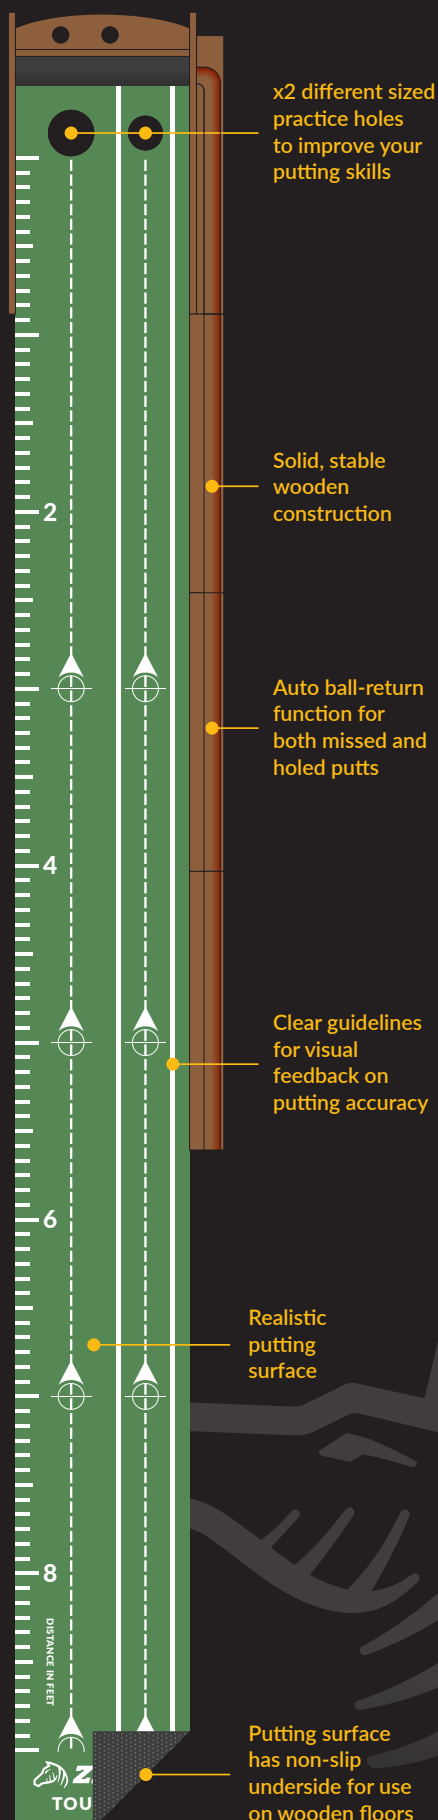 x2 different sized
practice holes
to improve your
putting skills
Solid, stable
wooden
construction
2
Auto ball-return
function for
both missed and
holed putts
4
Clear guidelines
for visual
feedback on
putting accuracy
6
Realistic
putting
surface
8
DISTANCE IN FEET
Putting surface
has non-slip
underside for use
on wooden floors